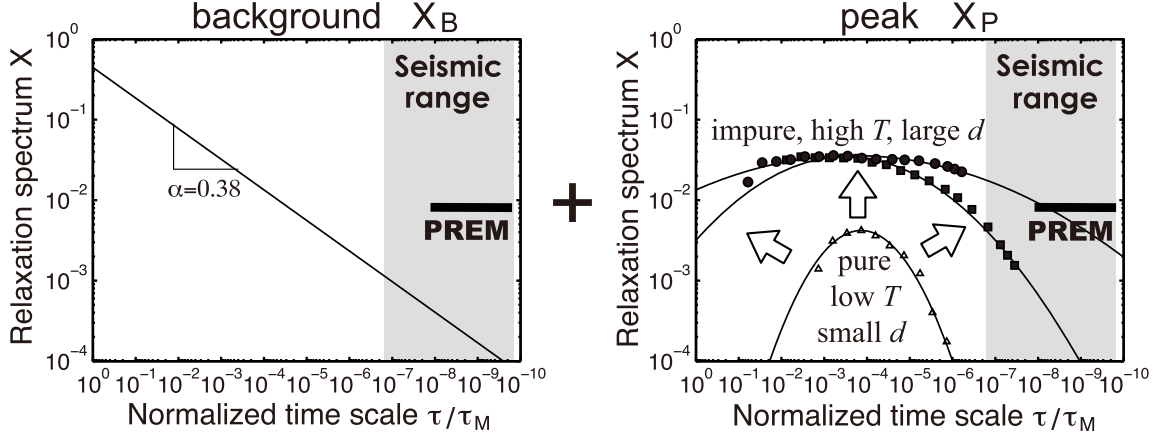 background X_B
Relaxation spectrum X
10^0
10^-1
10^-2
10^-3
10^-4
Seismic
range
α=0.38
PREM
10^0 10^-1 10^-2 10^-3 10^-4 10^-5 10^-6 10^-7 10^-8 10^-9 10^-10
Normalized time scale τ/τ_M
+
peak X_P
Relaxation spectrum X
10^0
10^-1
10^-2
10^-3
10^-4
Seismic
range
impure, high T, large d
PREM
pure
low T
small d
10^0 10^-1 10^-2 10^-3 10^-4 10^-5 10^-6 10^-7 10^-8 10^-9 10^-10
Normalized time scale τ/τ_M